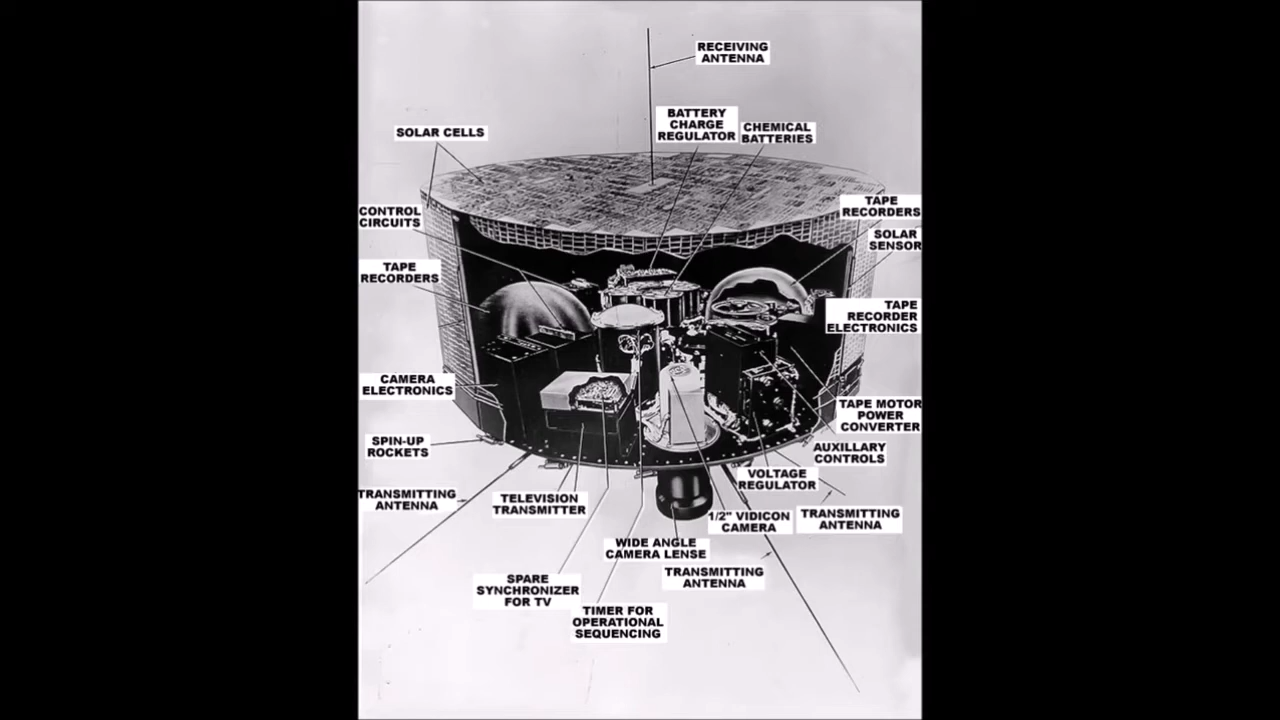 RECEIVING
ANTENNA
BATTERY
CHARGE
REGULATOR
CHEMICAL
BATTERIES
SOLAR CELLS
TAPE
RECORDERS
CONTROL
CIRCUITS
SOLAR
SENSOR
TAPE
RECORDERS
TAPE
RECORDER
ELECTRONICS
CAMERA
ELECTRONICS
TAPE MOTOR
POWER
CONVERTER
SPIN-UP
ROCKETS
AUXILLARY
CONTROLS
VOLTAGE
REGULATOR
TRANSMITTING
ANTENNA
TELEVISION
TRANSMITTER
1/2" VIDICON
CAMERA
TRANSMITTING
ANTENNA
WIDE ANGLE
CAMERA LENSE
TRANSMITTING
ANTENNA
SPARE
SYNCHRONIZER
FOR TV
TIMER FOR
OPERATIONAL
SEQUENCING